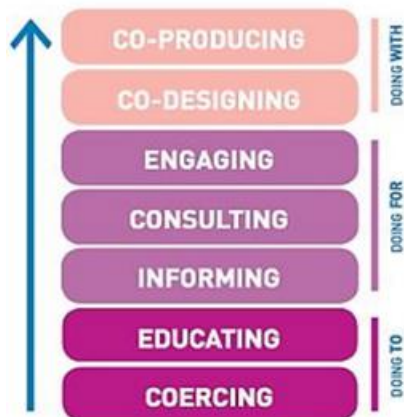 CO-PRODUCING
CO-DESIGNING
DOING WITH
ENGAGING
CONSULTING
INFORMING
DOING FOR
EDUCATING
COERCING
DOING TO